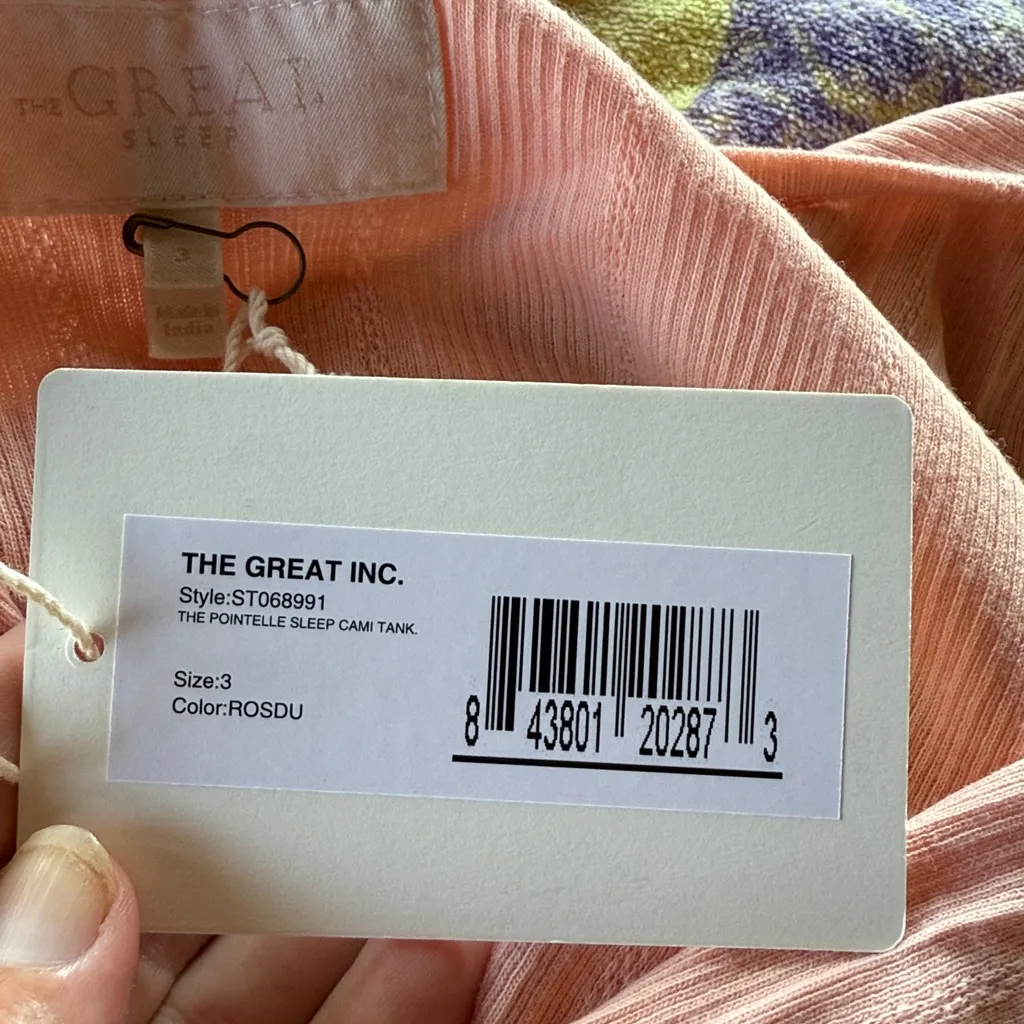 THE GREAT
SLEEP
3
Made in
India
THE GREAT INC.
Style:ST068991
THE POINTELLE SLEEP CAMI TANK.
Size:3
Color:ROSDU
8 43801 20287 3